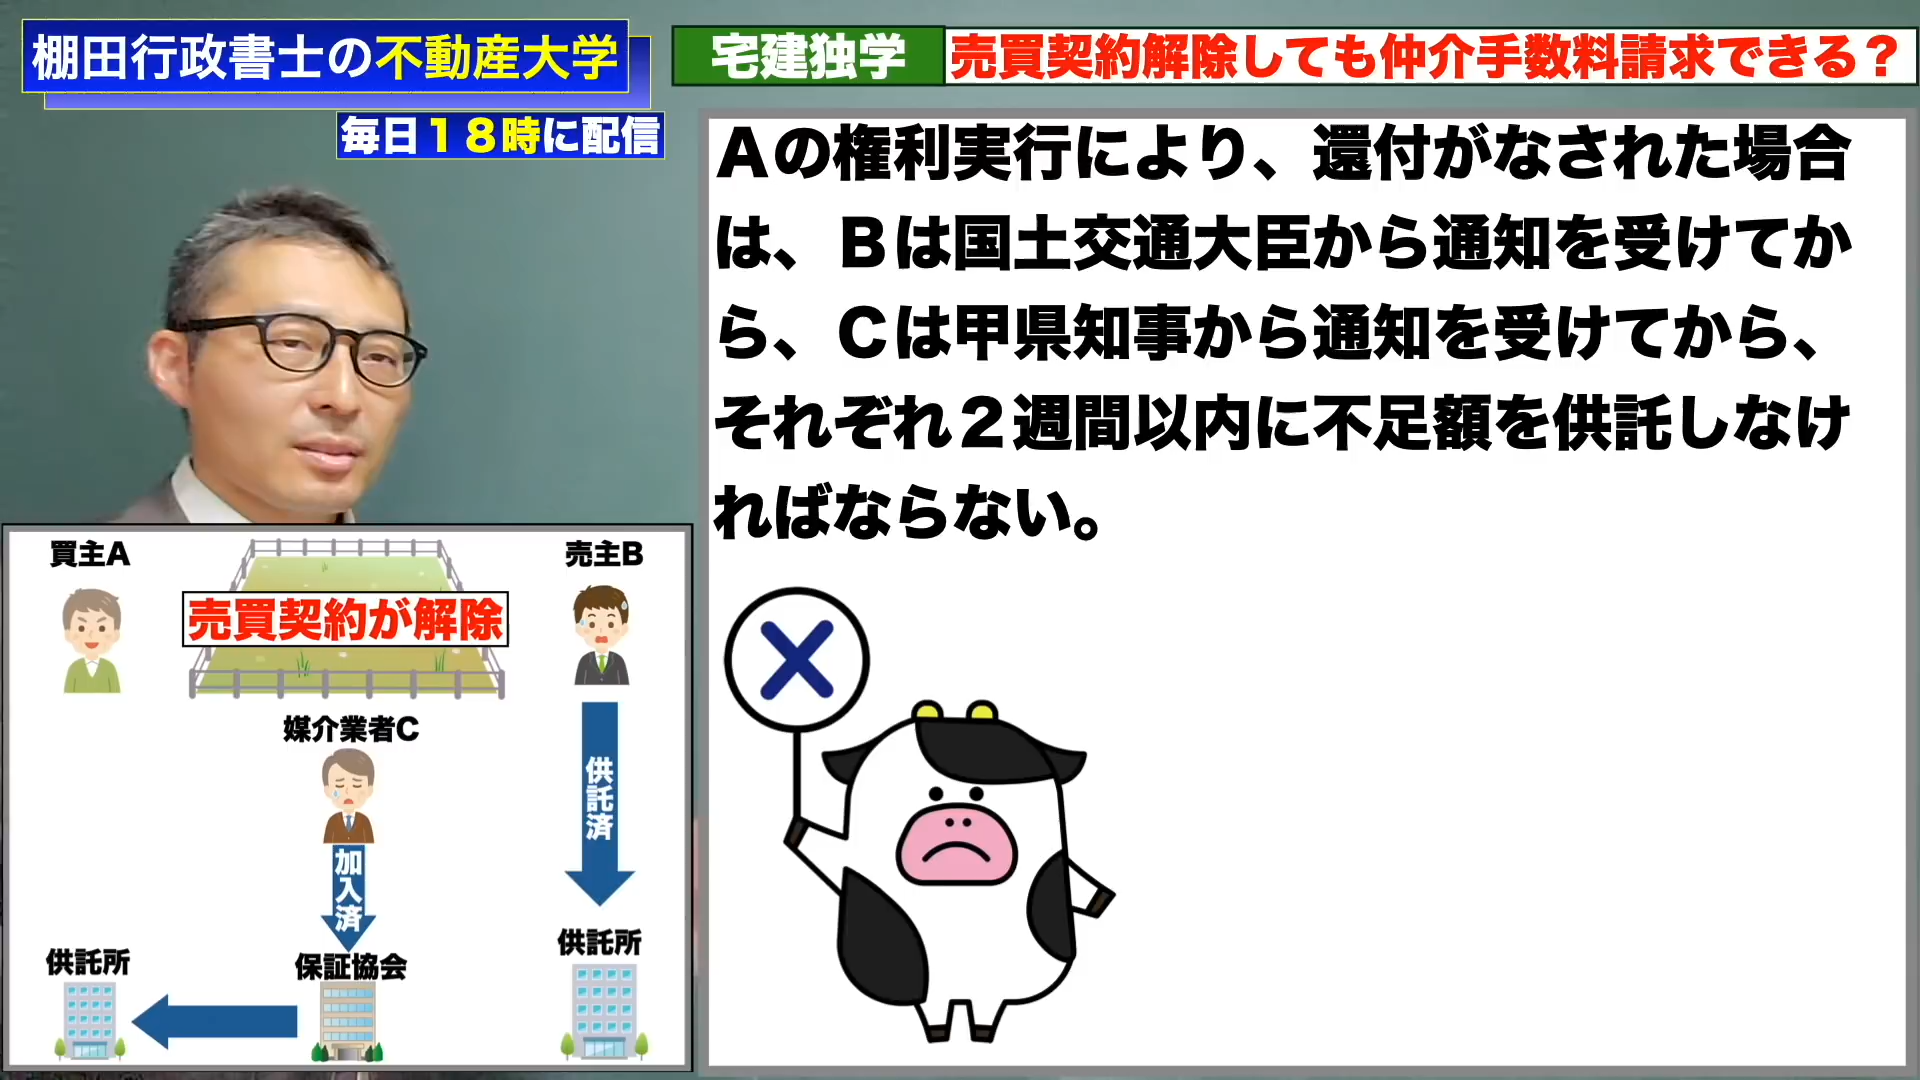 棚田行政書士の不動産大学
毎日１８時に配信
宅建独学
売買契約解除しても仲介手数料請求できる？
Ａの権利実行により、還付がなされた場合
は、Ｂは国土交通大臣から通知を受けてか
ら、Ｃは甲県知事から通知を受けてから、
それぞれ２週間以内に不足額を供託しなけ
ればならない。
買主A
売主B
売買契約が解除
媒介業者C
供託済
加入済
供託所
保証協会
供託所